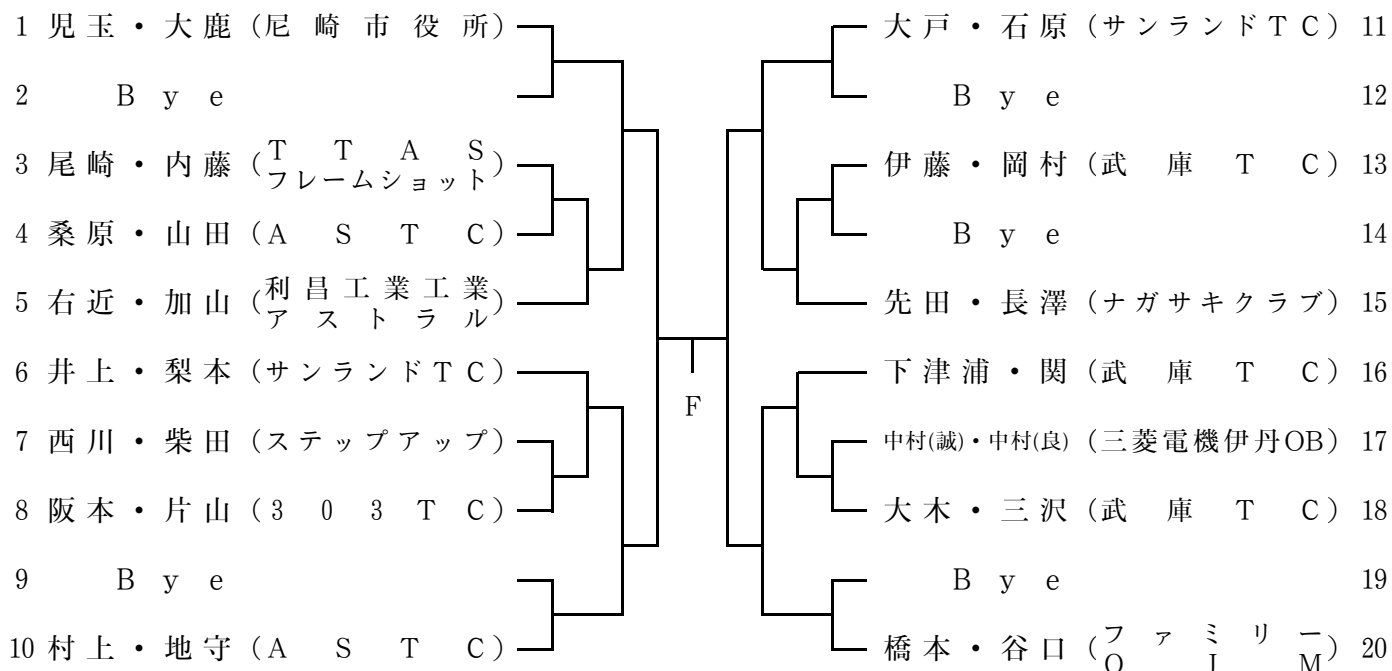 1 児玉・大鹿 (尼崎市役所)
2 Bye
3 尾崎・内藤 (TTAS フレームショット)
4 桑原・山田 (ASTC)
5 右近・加山 (利昌工業工業 アストラル)
6 井上・梨本 (サンランドTC)
7 西川・柴田 (ステップアップ)
8 阪本・片山 (303TC)
9 Bye
10 村上・地守 (ASTC)
F
大戸・石原 (サンランドTC) 11
Bye 12
伊藤・岡村 (武庫TC) 13
Bye 14
先田・長澤 (ナガサキクラブ) 15
下津浦・関 (武庫TC) 16
中村(誠)・中村(良) (三菱電機伊丹OB) 17
大木・三沢 (武庫TC) 18
Bye 19
橋本・谷口 (ファミリー OIM) 20